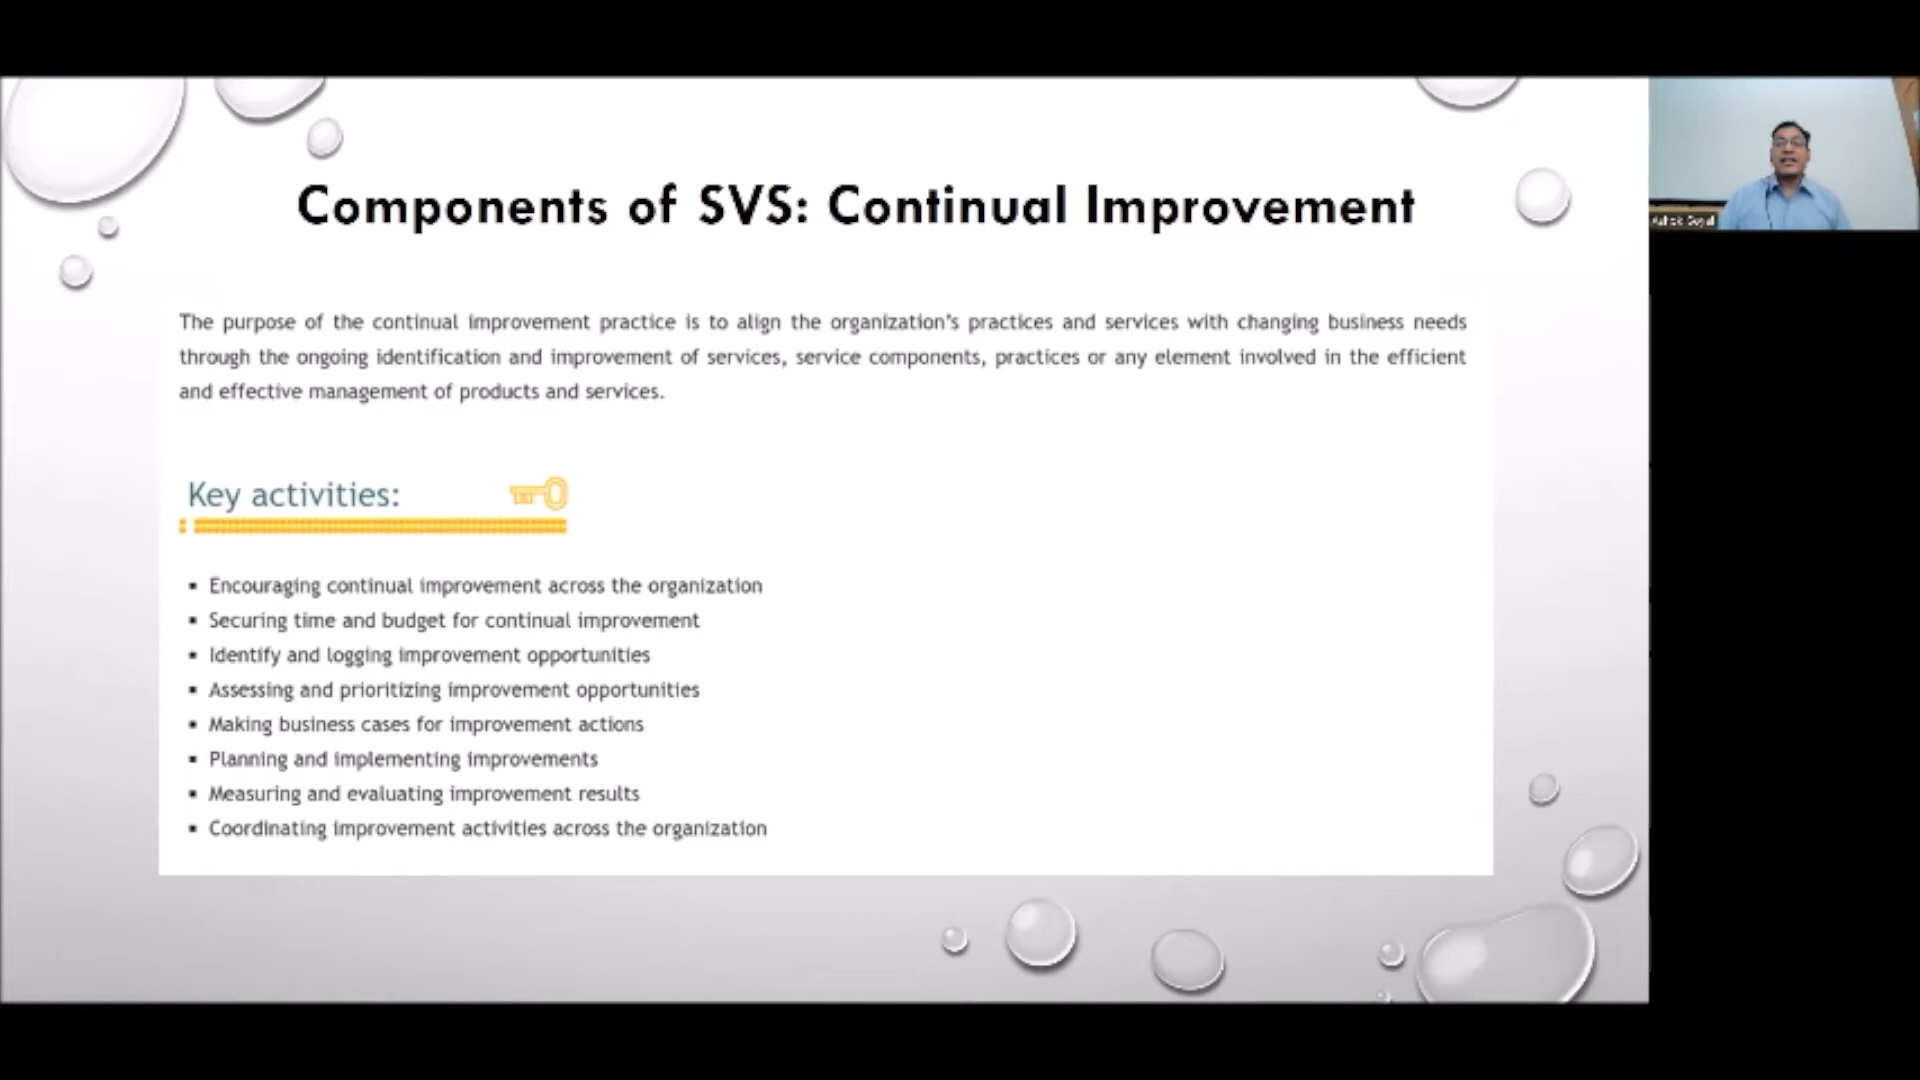 Components of SVS: Continual Improvement
The purpose of the continual improvement practice is to align the organization's practices and services with changing business needs
through the ongoing identification and improvement of services, service components, practices or any element involved in the efficient
and effective management of products and services.
Key activities:
▪ Encouraging continual improvement across the organization
▪ Securing time and budget for continual improvement
▪ Identify and logging improvement opportunities
▪ Assessing and prioritizing improvement opportunities
▪ Making business cases for improvement actions
▪ Planning and implementing improvements
▪ Measuring and evaluating improvement results
▪ Coordinating improvement activities across the organization
Ashok Goyal